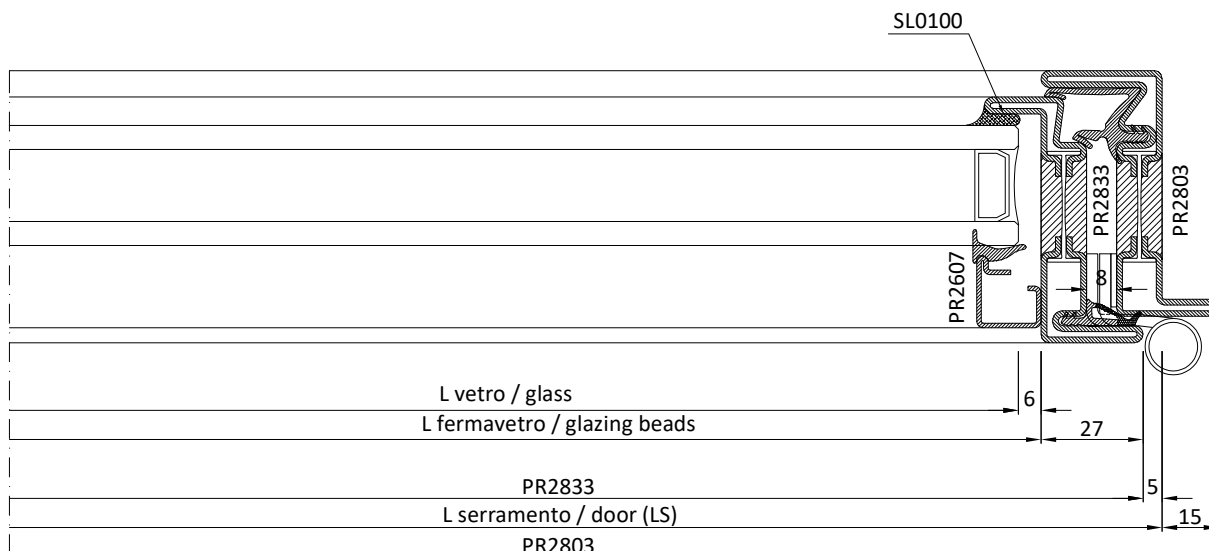 SL0100
PR2833
PR2803
PR2607
8
L vetro / glass
6
L fermavetro / glazing beads
27
PR2833
5
L serramento / door (LS)
15
PR2803